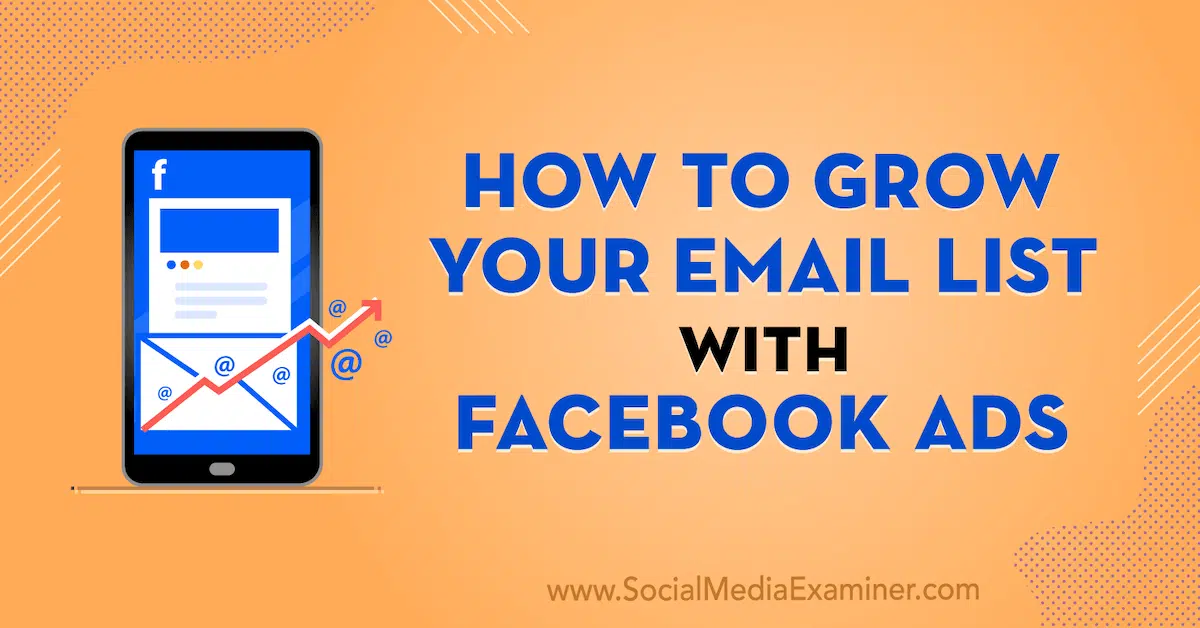 f
HOW TO GROW
YOUR EMAIL LIST
WITH
FACEBOOK ADS
@
@
@
@
@
@
www.SocialMediaExaminer.com